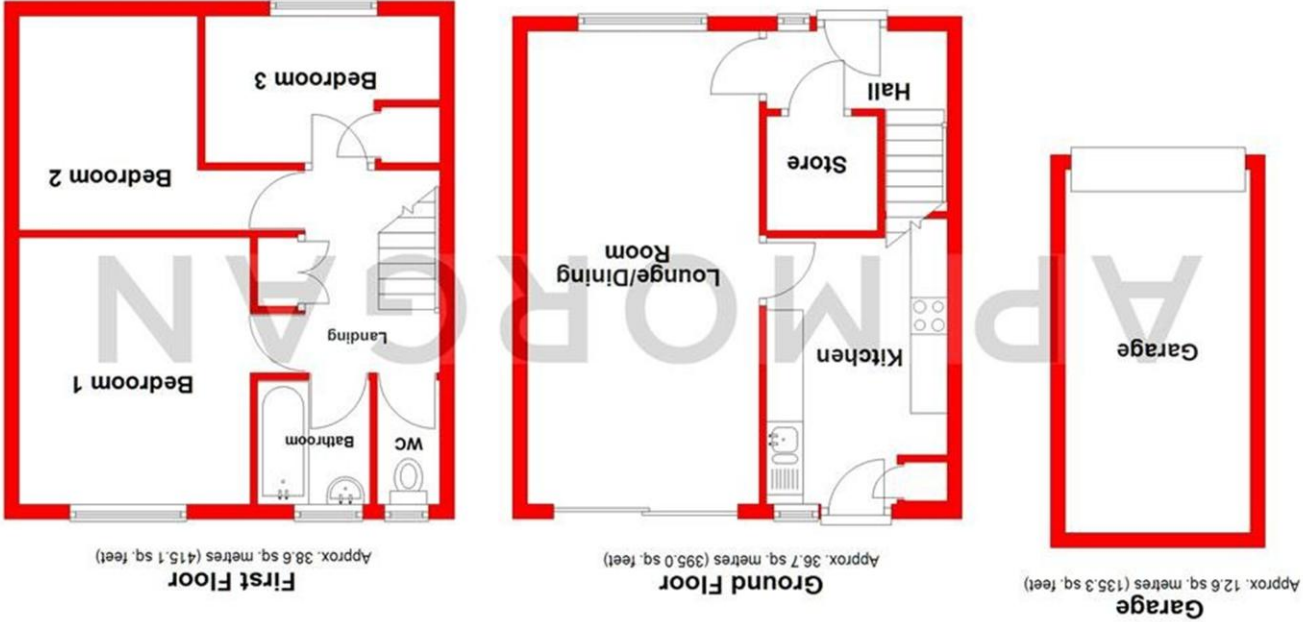 Garage
Approx. 12.6 sq. metres (135.3 sq. feet)
Garage
Ground Floor
Approx. 36.7 sq. metres (395.0 sq. feet)
Kitchen
Lounge/Dining
Room
Store
Hall
First Floor
Approx. 38.6 sq. metres (415.1 sq. feet)
WC
Bathroom
Bedroom 1
Landing
Bedroom 2
Bedroom 3
AP MORGAN